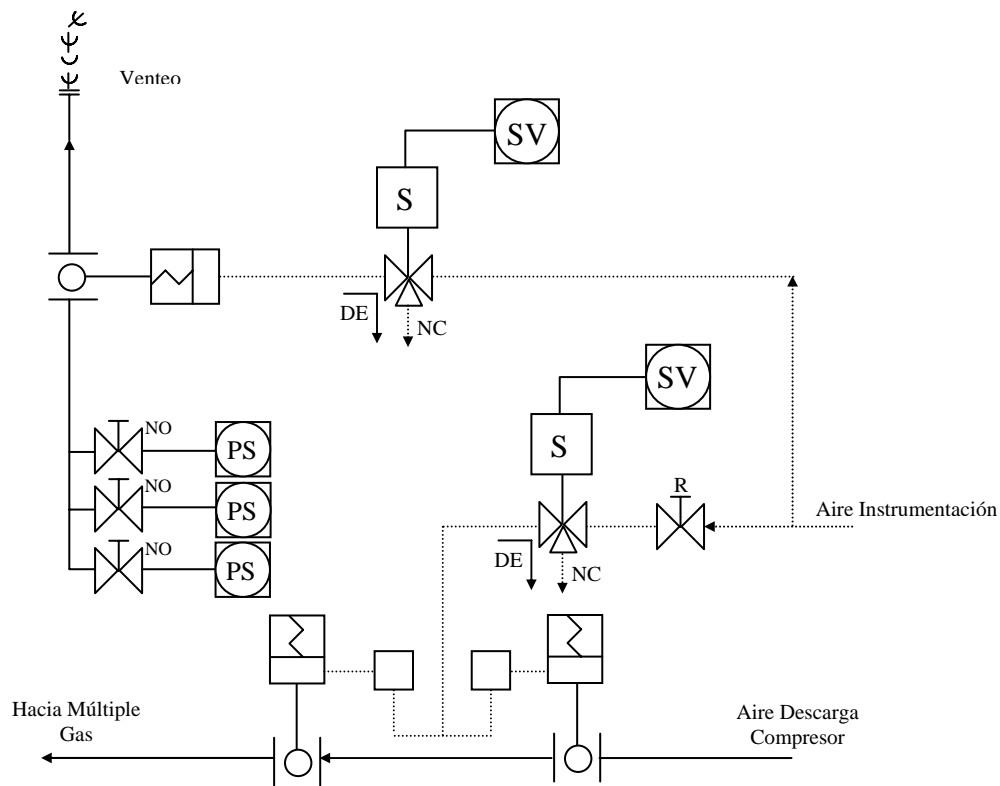 Venteo
SV
S
DE
NC
SV
S
NO
PS
NO
PS
NO
PS
R
Aire Instrumentación
DE
NC
Hacia Múltiple
Gas
Aire Descarga
Compresor